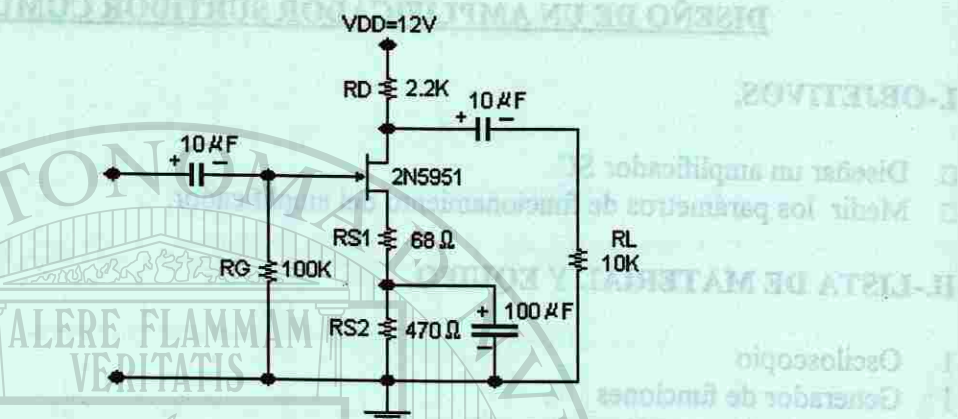 DISEÑO DE UN AMPLIFICADOR SURTIDOR COMÚ
VDD=12V
RD 2.2K
10µF
+ −
I.-OBJETIVOS.
10µF
+ −
2N5951
Diseñar un amplificador SC
Medir los parámetros de funcionamiento del amplificador
RS1 68Ω
RL
10K
RG 100K
II.-LISTA DE MATERIAL Y EQUIPO
RS2 470Ω
+ 100µF
−
Osciloscopio
Generador de funciones
TONOMA
ALERE FLAMMAM
VERITATIS